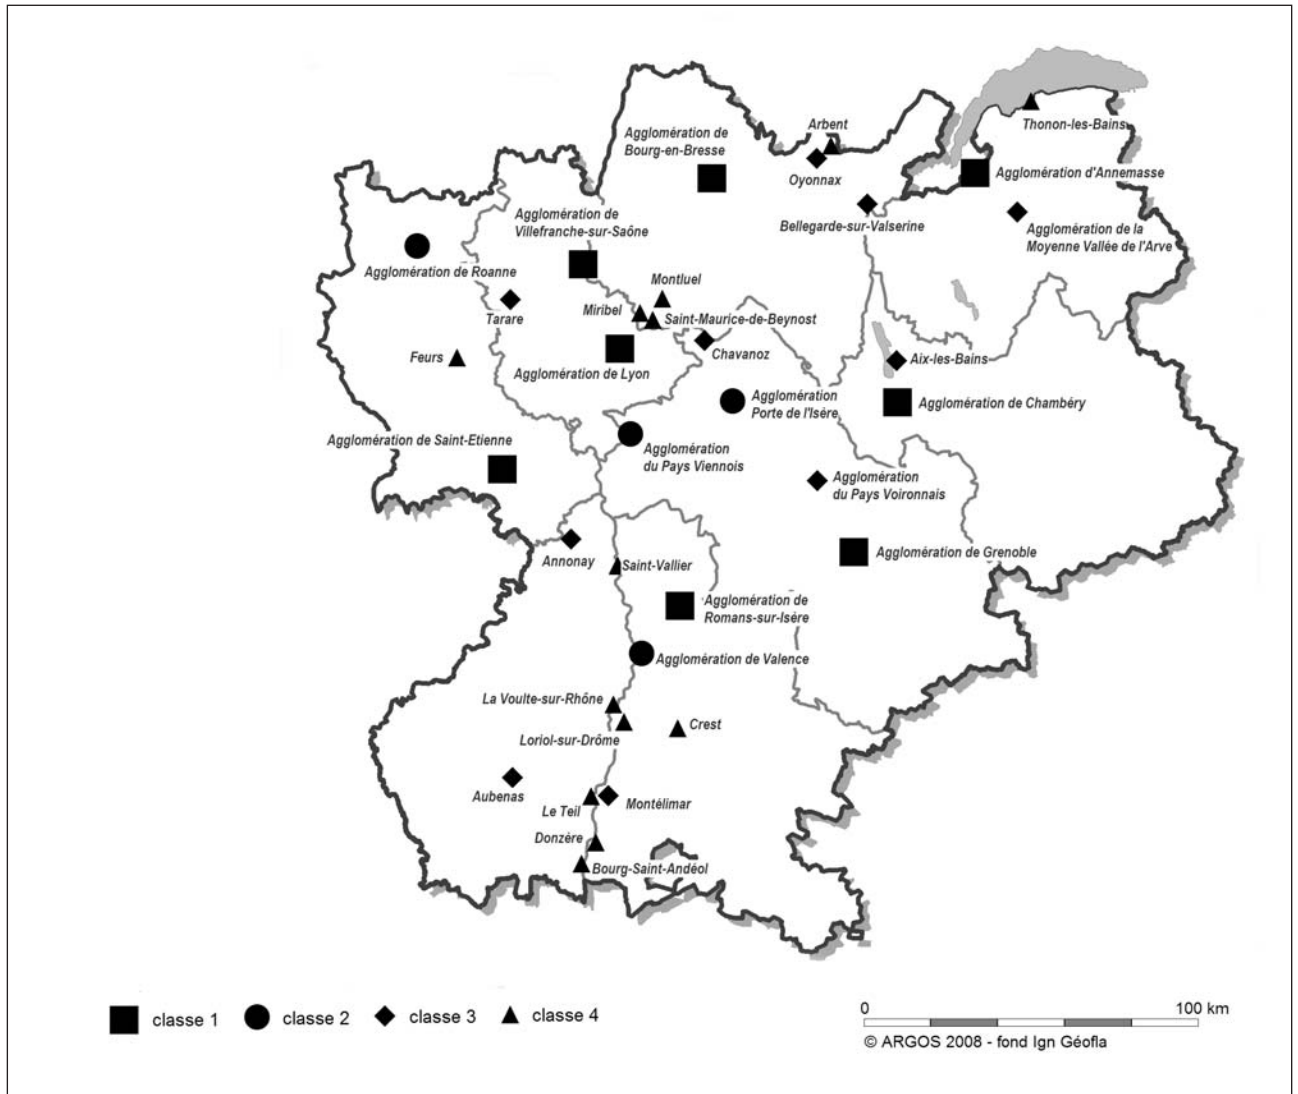 Thonon-les-Bains
Arbent
Agglomération de
Bourg-en-Bresse
Oyonnax
Agglomération d'Annemasse
Bellegarde-sur-Valserine
Agglomération de la
Moyenne Vallée de l'Arve
Agglomération de
Villefranche-sur-Saône
Agglomération de Roanne
Montluel
Miribel
Saint-Maurice-de-Beynost
Tarare
Chavanoz
Feurs
Aix-les-Bains
Agglomération de Lyon
Agglomération
Porte de l'Isére
Agglomération de Chambéry
Agglomération de Saint-Etienne
Agglomération
du Pays Viennois
Agglomération
du Pays Voironnais
Annonay
Saint-Vallier
Agglomération de Grenoble
Agglomération de
Romans-sur-Isére
Agglomération de Valence
La Voulte-sur-Rhône
Loriol-sur-Drôme
Crest
Aubenas
Le Teil
Montélimar
Donzère
Bourg-Saint-Andéol
classe 1
classe 2
classe 3
classe 4
0 100 km
© ARGOS 2008 - fond Ign Géofla